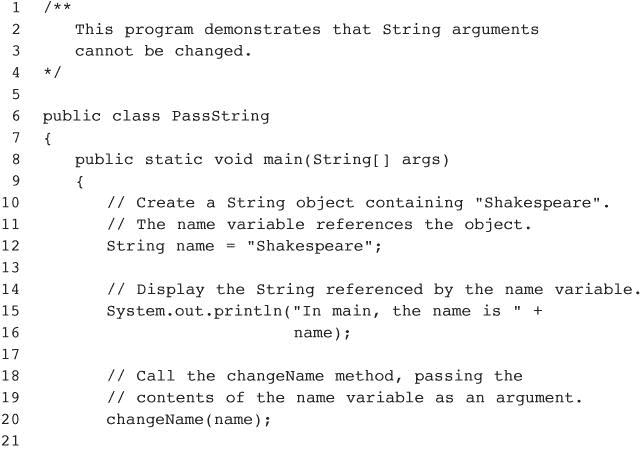 1 /**
2 This program demonstrates that String arguments
3 cannot be changed.
4 */
5
6 public class PassString
7 {
8 public static void main(String[] args)
9 {
10 // Create a String object containing "Shakespeare".
11 // The name variable references the object.
12 String name = "Shakespeare";
13
14 // Display the String referenced by the name variable.
15 System.out.println("In main, the name is " +
16 name);
17
18 // Call the changeName method, passing the
19 // contents of the name variable as an argument.
20 changeName(name);
21